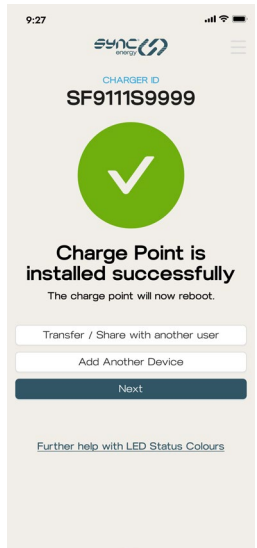 9:27
sync
energy
CHARGER ID
SF9111S9999
Charge Point is
installed successfully
The charge point will now reboot.
Transfer / Share with another user
Add Another Device
Next
Further help with LED Status Colours